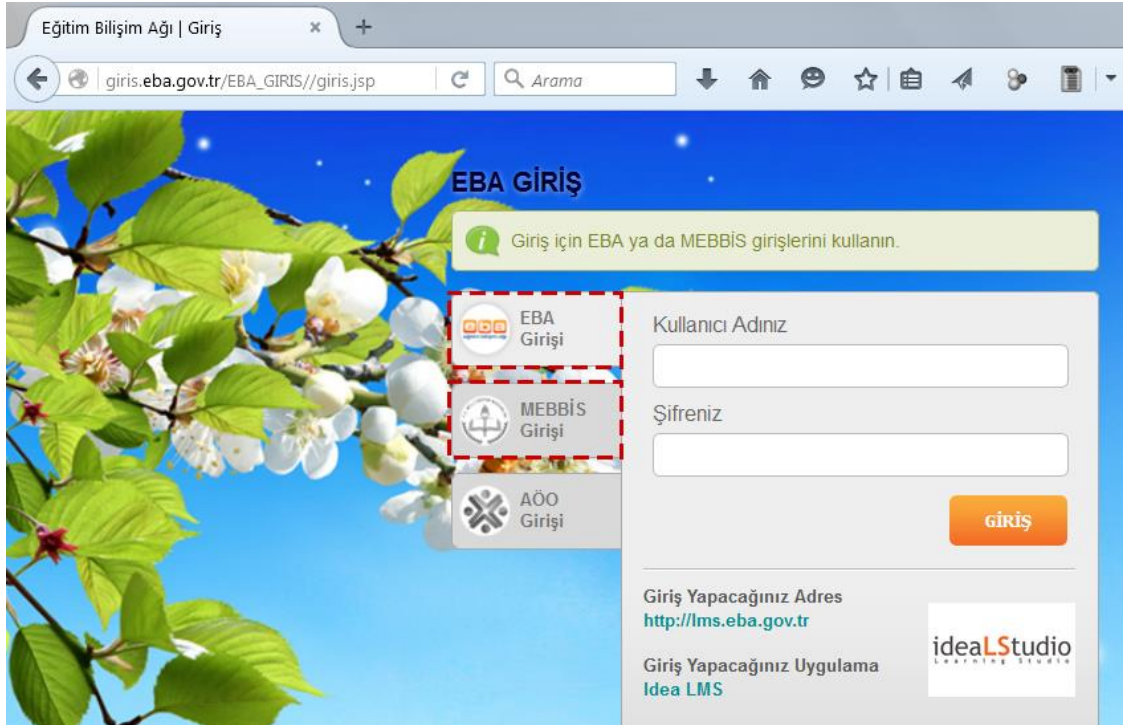 Eğitim Bilişim Ağı | Giriş
giris.eba.gov.tr/EBA_GIRIS//giris.jsp
Arama
EBA GİRİŞ
Giriş için EBA ya da MEBBİS girişlerini kullanın.
eba
EBA
Girişi
MEBBİS
Girişi
AÖO
Girişi
Kullanıcı Adınız
Şifreniz
GİRİŞ
Giriş Yapacağınız Adres
http://lms.eba.gov.tr
Giriş Yapacağınız Uygulama
Idea LMS
ideaLStudio
Learning Studio